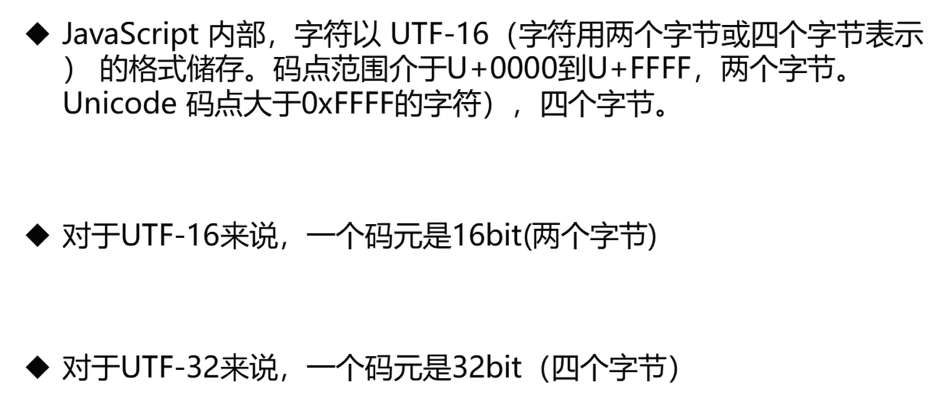 ◆ JavaScript 内部，字符以 UTF-16（字符用两个字节或四个字节表示
） 的格式储存。码点范围介于U+0000到U+FFFF，两个字节。
Unicode 码点大于0xFFFF的字符），四个字节。
◆ 对于UTF-16来说，一个码元是16bit(两个字节)
◆ 对于UTF-32来说，一个码元是32bit（四个字节）